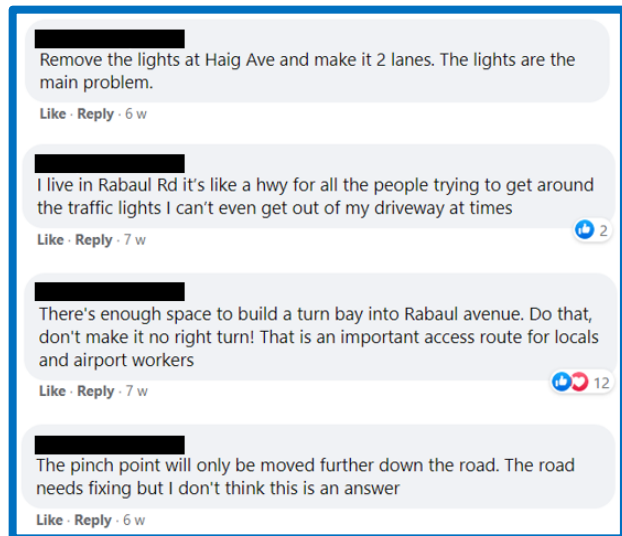 Remove the lights at Haig Ave and make it 2 lanes. The lights are the
main problem.
Like · Reply · 6 w
I live in Rabaul Rd it's like a hwy for all the people trying to get around
the traffic lights I can't even get out of my driveway at times
2
Like · Reply · 7 w
There's enough space to build a turn bay into Rabaul avenue. Do that,
don't make it no right turn! That is an important access route for locals
and airport workers
12
Like · Reply · 7 w
The pinch point will only be moved further down the road. The road
needs fixing but I don't think this is an answer
Like · Reply · 6 w